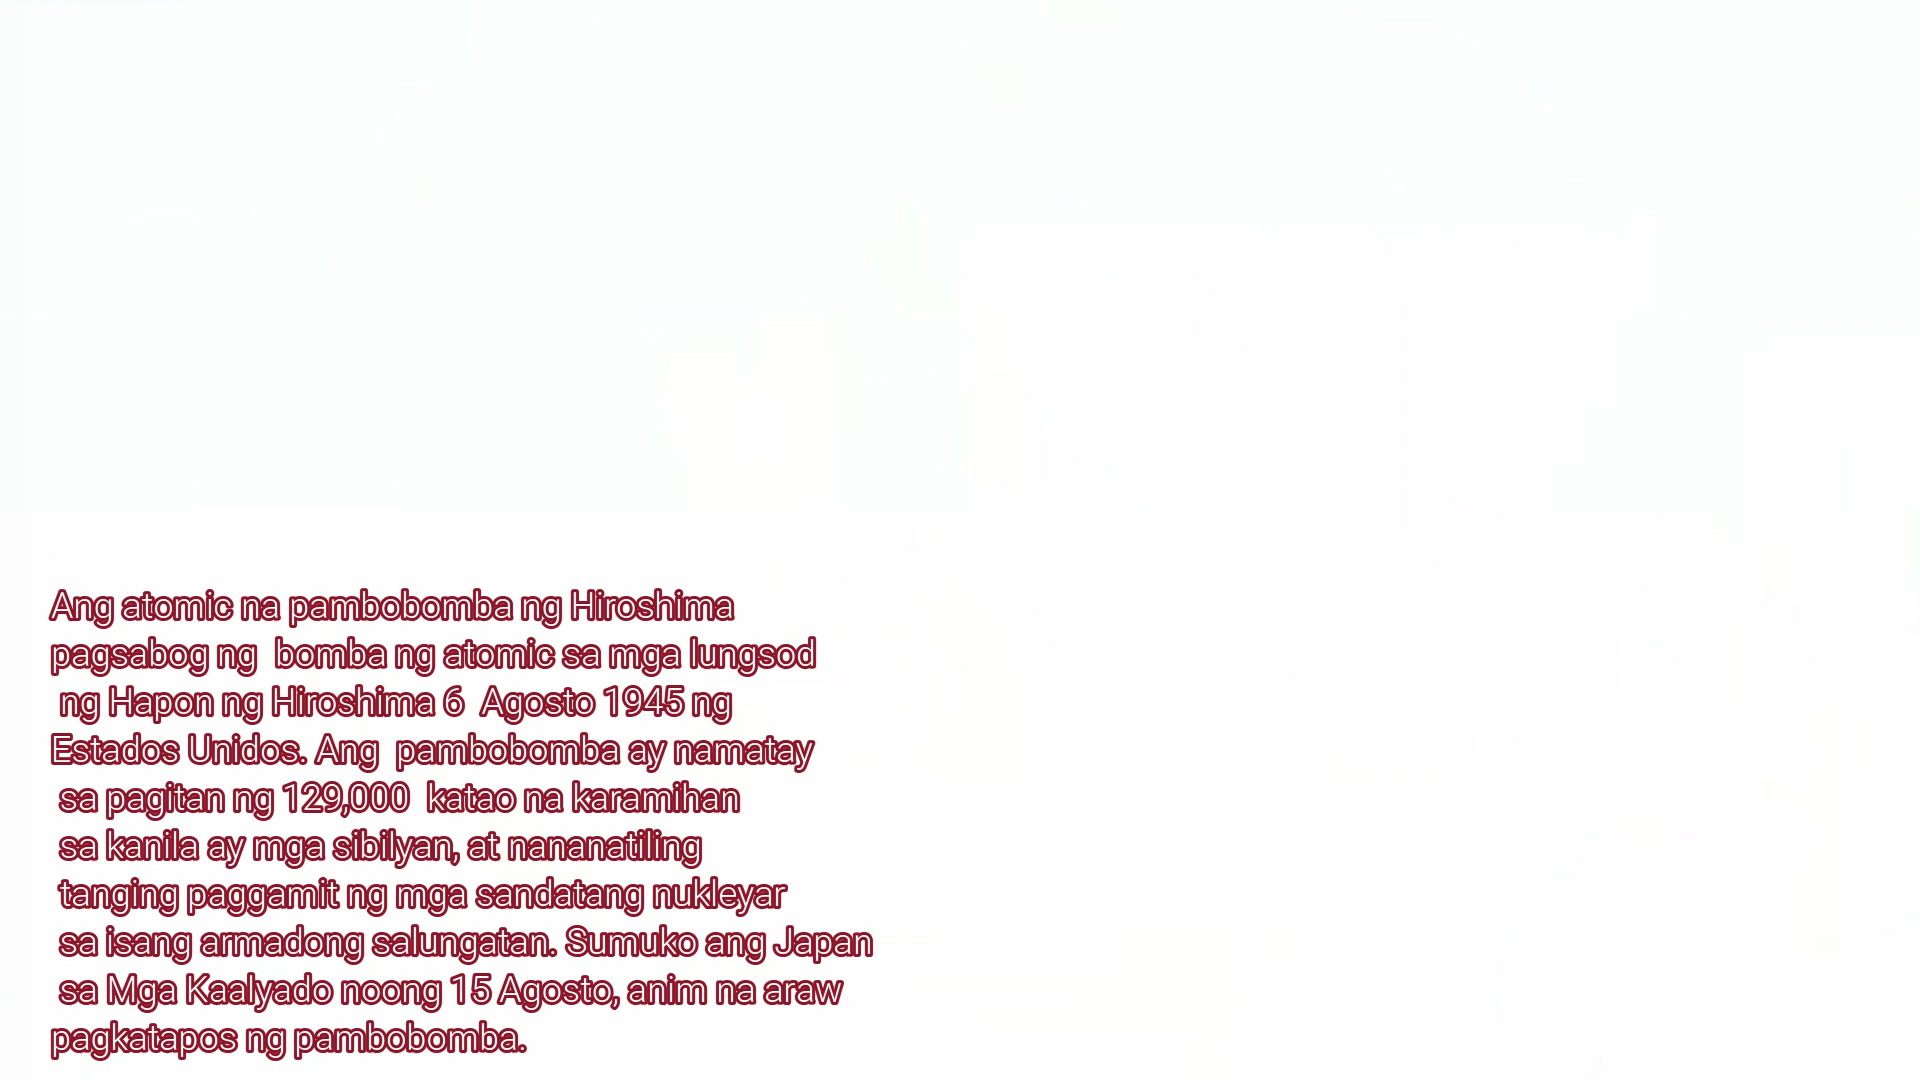 Ang atomic na pambobomba ng Hiroshima
pagsabog ng bomba ng atomic sa mga lungsod
ng Hapon ng Hiroshima 6 Agosto 1945 ng
Estados Unidos. Ang pambobomba ay namatay
sa pagitan ng 129,000 katao na karamihan
sa kanila ay mga sibilyan, at nananatiling
tanging paggamit ng mga sandatang nukleyar
sa isang armadong salungatan. Sumuko ang Japan
sa Mga Kaalyado noong 15 Agosto, anim na araw
pagkatapos ng pambobomba.